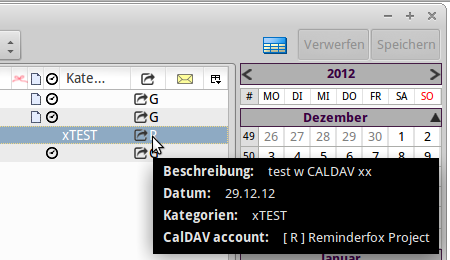 Verwerfen Speichern
Kate... 2012
# MO DI MI DO FR SA SO
G Dezember
G 49 26 27 28 29 30 1 2
xTEST R 50 3 4 5 6 7 8 9
G
Beschreibung: test w CALDAV xx
Datum: 29.12.12
Kategorien: xTEST
CalDAV account: [ R ] Reminderfox Project
Januar